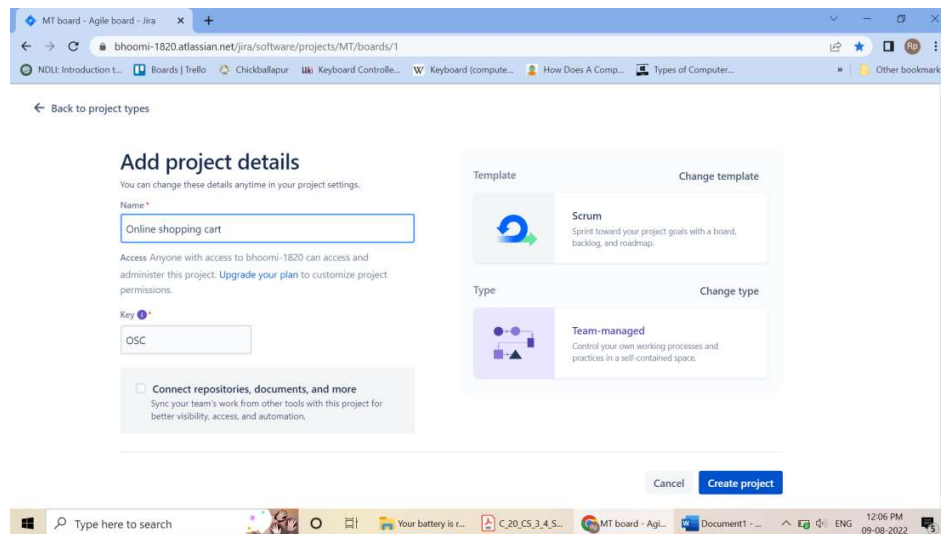 MT board - Agile board - Jira
bhoomi-1820.atlassian.net/jira/software/projects/MT/boards/1
Rp
NDLI: Introduction t...
Boards | Trello
Chickballapur
Keyboard Controlle...
Keyboard (compute...
How Does A Comp...
Types of Computer...
»
Other bookmark
Back to project types
Add project details
You can change these details anytime in your project settings.
Name*
Online shopping cart
Access Anyone with access to bhoomi-1820 can access and
administer this project. Upgrade your plan to customize project
permissions.
Key *
OSC
Connect repositories, documents, and more
Sync your team's work from other tools with this project for
better visibility, access, and automation.
Template
Change template
Scrum
Sprint toward your project goals with a board,
backlog, and roadmap.
Type
Change type
Team-managed
Control your own working processes and
practices in a self-contained space.
Cancel
Create project
Type here to search
Your battery is r...
C_20_CS_3_4_S...
MT board - Agi...
Document1 - ...
ENG
12:06 PM
09-08-2022
5